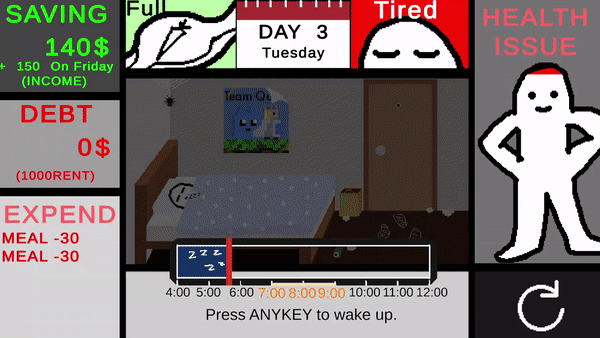 SAVING
140$
+ 150 On Friday
(INCOME)
DEBT
0$
(1000RENT)
EXPEND
MEAL -30
MEAL -30
Full
DAY 3
Tuesday
Tired
HEALTH
ISSUE
Team
z z z
z z
4:00 5:00 6:00 7:00 8:00 9:00 10:00 11:00 12:00
Press ANYKEY to wake up.